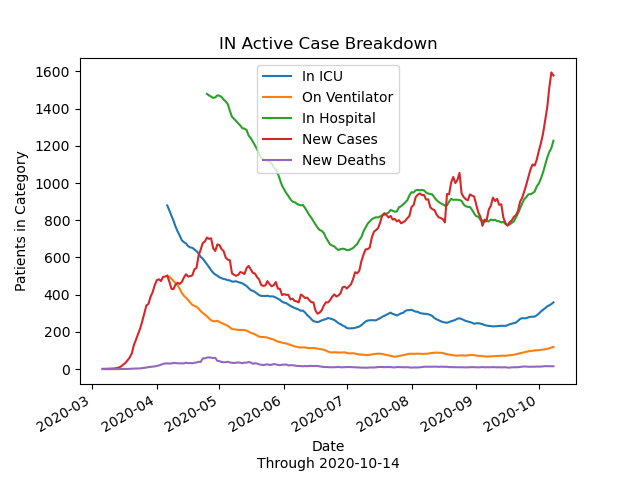 IN Active Case Breakdown
1600
1400
1200
1000
800
600
400
200
0
Patients in Category
In ICU
On Ventilator
In Hospital
New Cases
New Deaths
2020-03
2020-04
2020-05
2020-06
2020-07
2020-08
2020-09
2020-10
Date
Through 2020-10-14